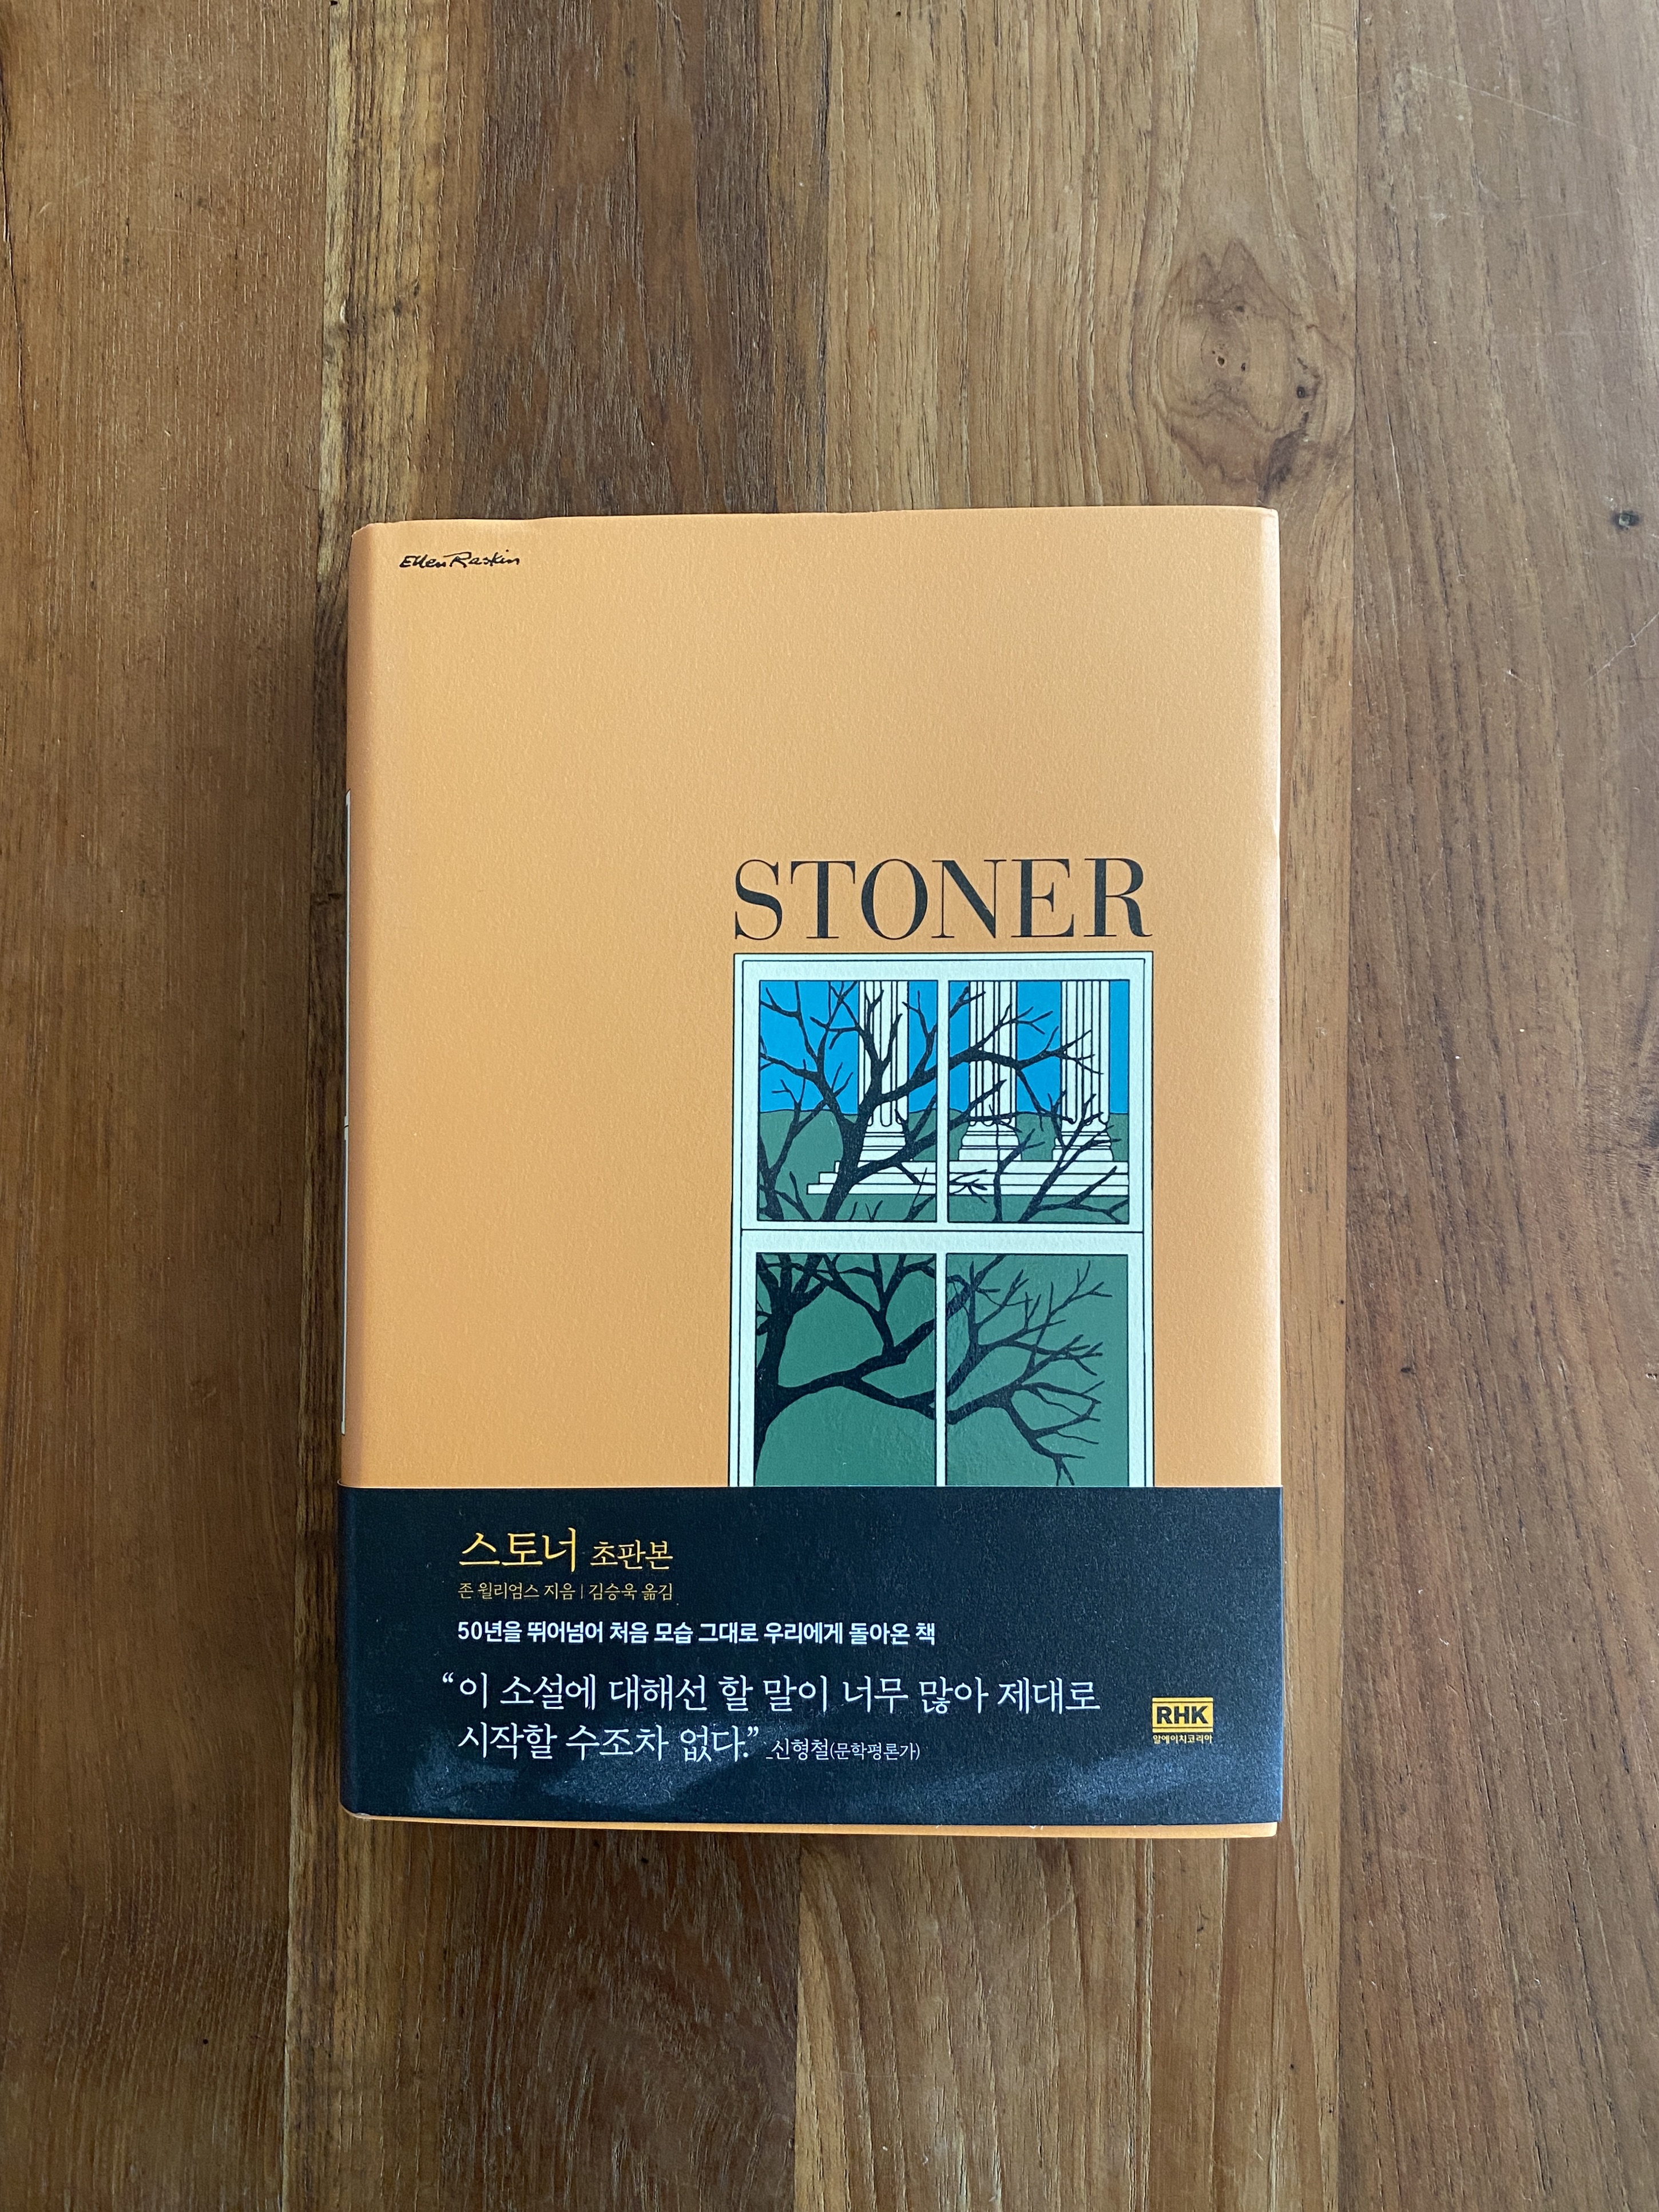 Ellen Raskin
STONER
스토너 초판본
존 윌리엄스 지음 | 김승욱 옮김
50년을 뛰어넘어 처음 모습 그대로 우리에게 돌아온 책
“이 소설에 대해선 할 말이 너무 많아 제대로
시작할 수조차 없다.” _신형철(문학평론가)
RHK
알에이치코리아